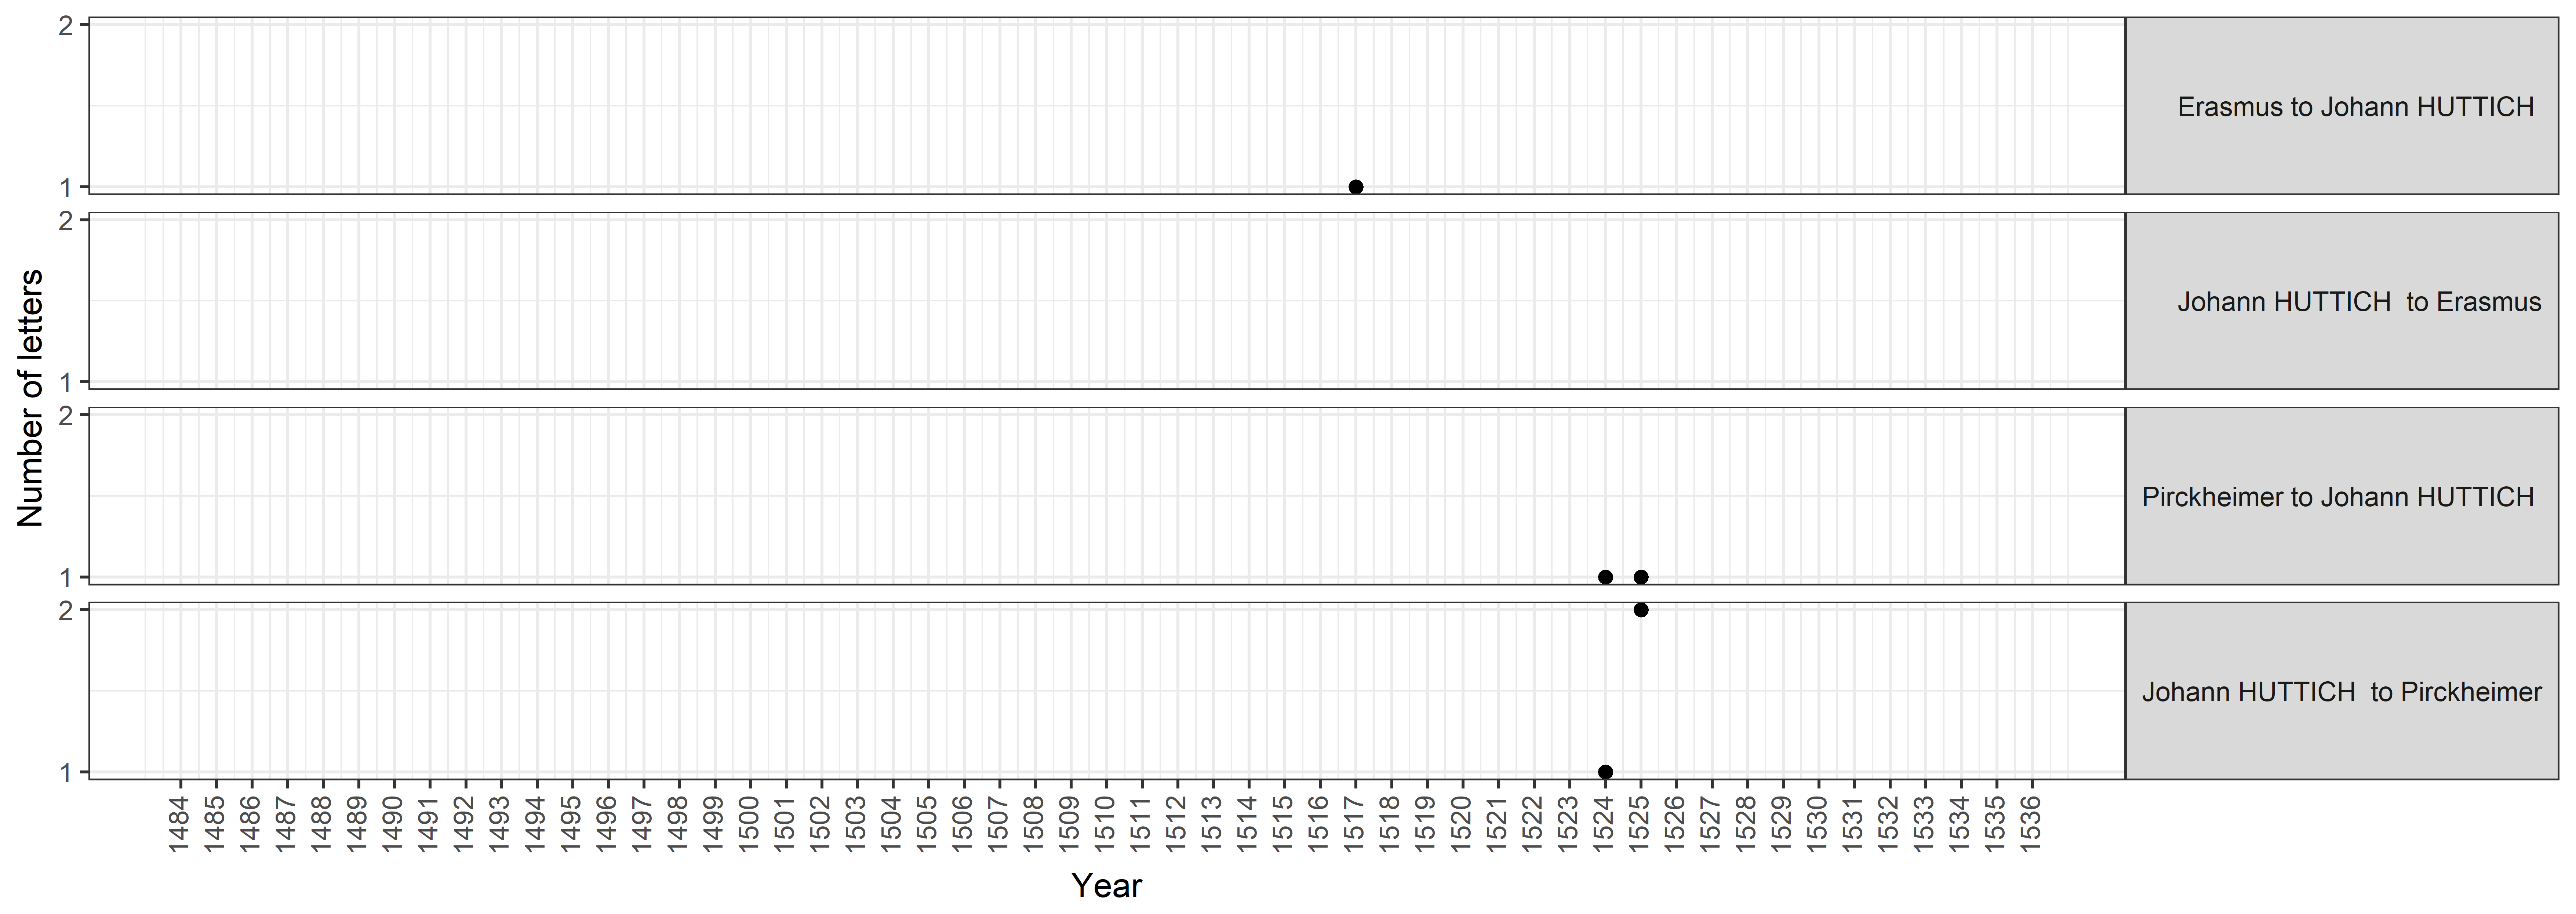 Number of letters
2
1
Erasmus to Johann HUTTICH
2
1
Johann HUTTICH  to Erasmus
2
1
Pirckheimer to Johann HUTTICH
2
1
Johann HUTTICH  to Pirckheimer
1484 1485 1486 1487 1488 1489 1490 1491 1492 1493 1494 1495 1496 1497 1498 1499 1500 1501 1502 1503 1504 1505 1506 1507 1508 1509 1510 1511 1512 1513 1514 1515 1516 1517 1518 1519 1520 1521 1522 1523 1524 1525 1526 1527 1528 1529 1530 1531 1532 1533 1534 1535 1536
Year